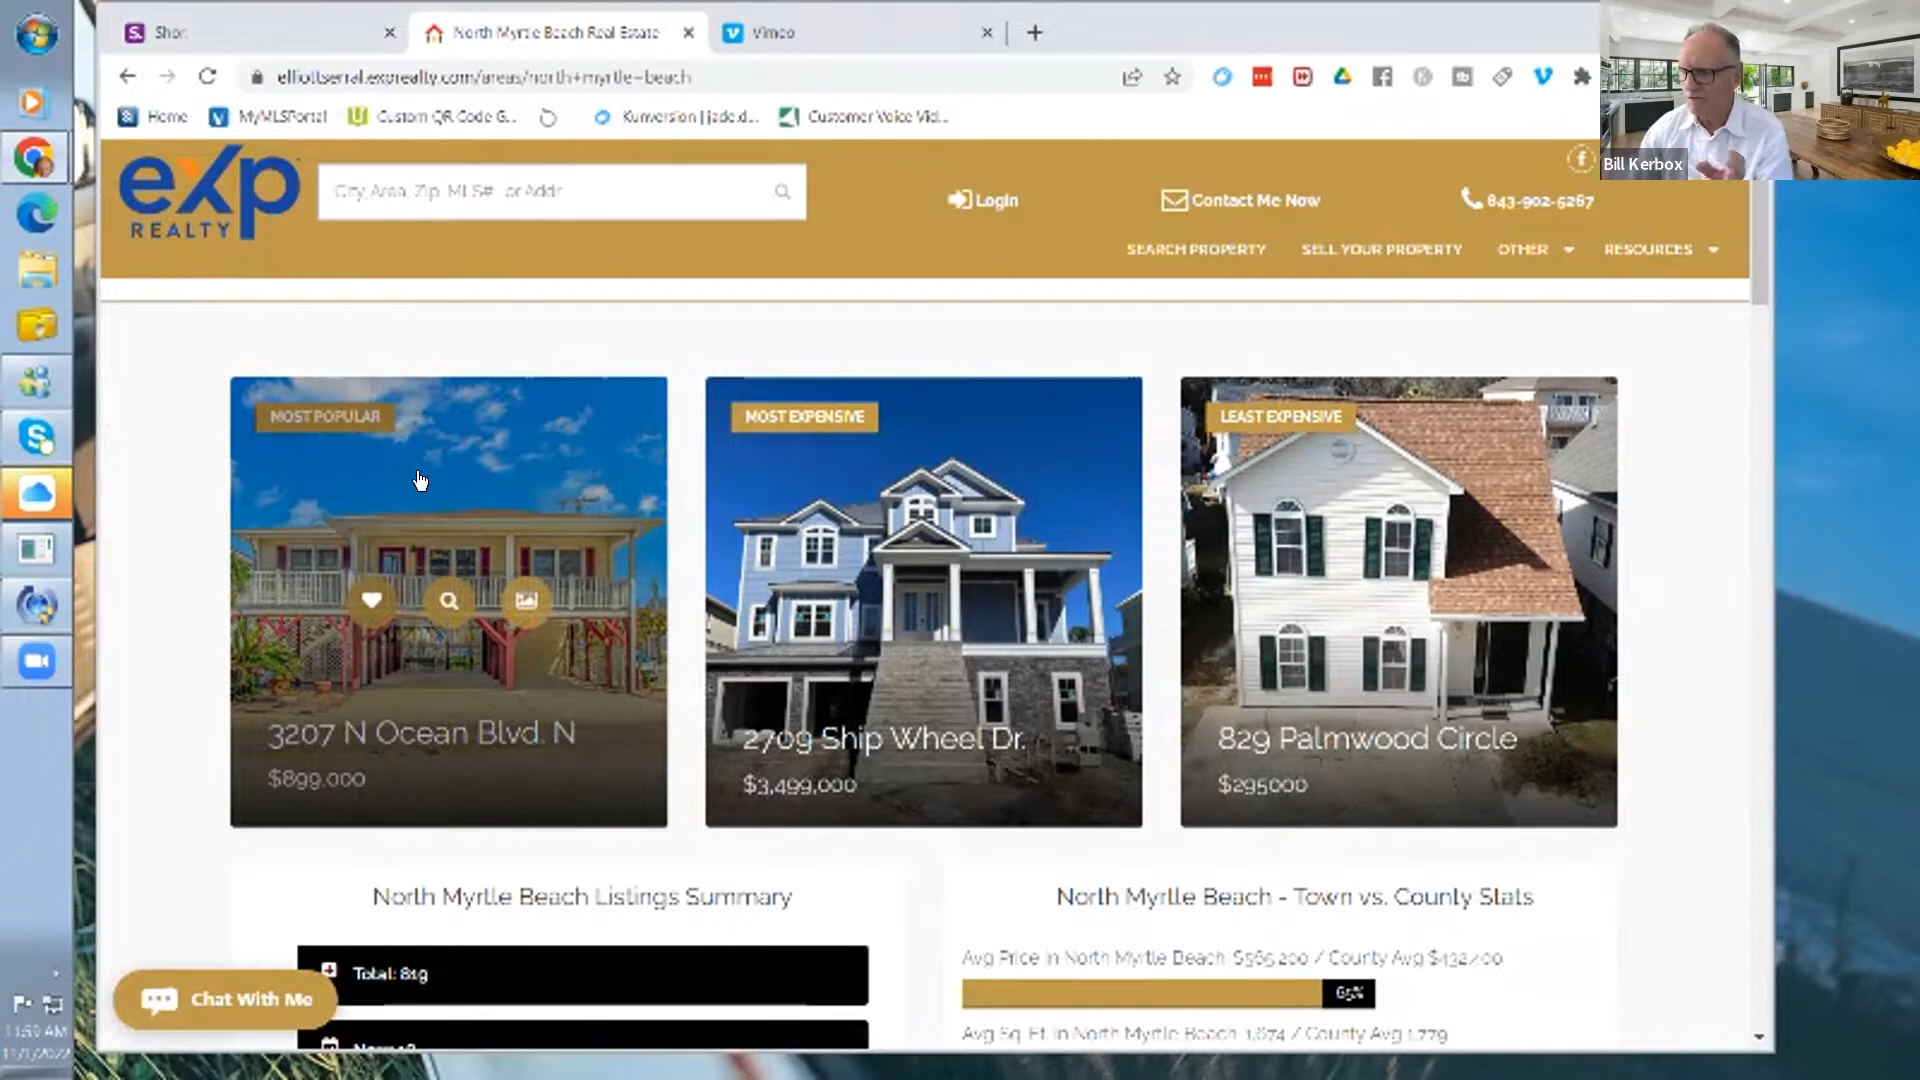 Shor
North Myrtle Beach Real Estate
Vimeo
elliottserral.exprealty.com/areas/north+myrtle-beach
Home
MyMLSPortal
Custom QR Code G...
Kunversion | jade.d...
Customer Voice Vid...
Bill Kerbox
exp
REALTY
City, Area, Zip, MLS# or Addr
Login
Contact Me Now
843-902-5267
SEARCH PROPERTY
SELL YOUR PROPERTY
OTHER
RESOURCES
MOST POPULAR
3207 N Ocean Blvd. N
$899,000
MOST EXPENSIVE
2709 Ship Wheel Dr.
$3,499,000
LEAST EXPENSIVE
829 Palmwood Circle
$295000
North Myrtle Beach Listings Summary
Total: 819
North Myrtle Beach - Town vs. County Stats
Avg Price in North Myrtle Beach $565,200 / County Avg
65%
Avg Sq. Ft. in North Myrtle Beach 1,674 / County Avg 1,779
Chat With Me
11:59 AM
11/1/2022